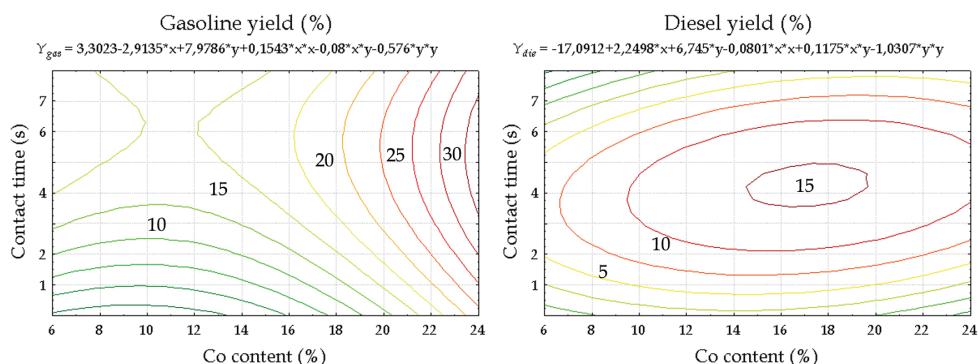 Gasoline yield (%)
Y_gas = 3,3023-2,9135*x+7,9786*y+0,1543*x*x-0,08*x*y-0,576*y*y
Contact time (s)
7
6
4
2
1
10
15
20
25
30
6 8 10 12 14 16 18 20 22 24
Co content (%)
Diesel yield (%)
Y_die = -17,0912+2,2498*x+6,745*y-0,0801*x*x+0,1175*x*y-1,0307*y*y
Contact time (s)
7
6
4
2
1
15
10
5
6 8 10 12 14 16 18 20 22 24
Co content (%)